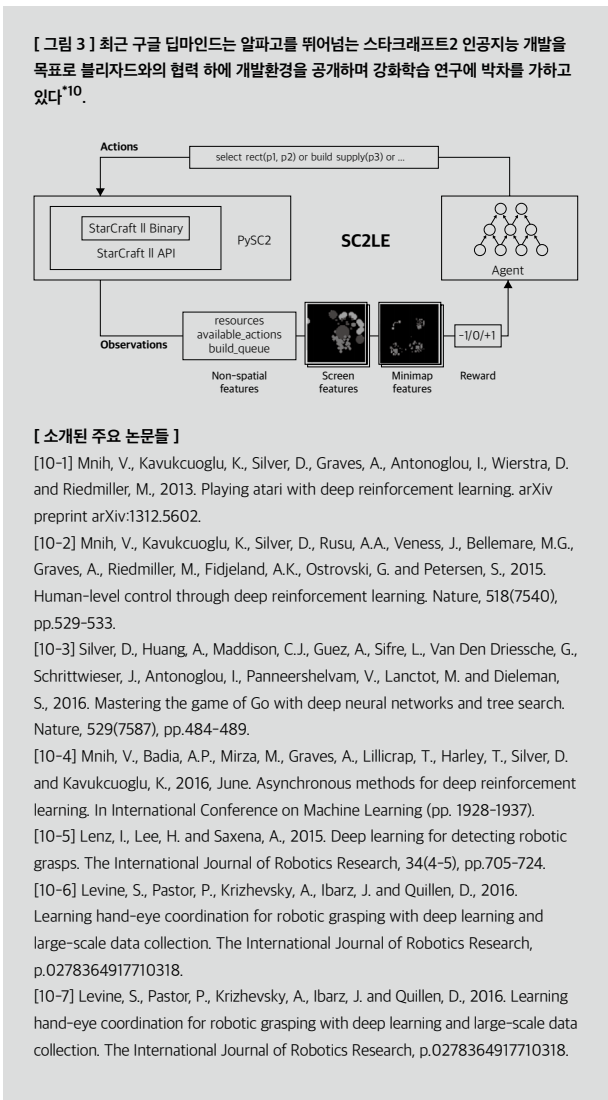 [ 그림 3 ] 최근 구글 딥마인드는 알파고를 뛰어넘는 스타크래프트2 인공지능 개발을
목표로 블리자드와의 협력 하에 개발환경을 공개하며 강화학습 연구에 박차를 가하고
있다*10.
Actions
select rect(p1, p2) or build supply(p3) or ...
StarCraft ll Binary
StarCraft ll API
PySC2
SC2LE
Agent
Observations
resources
available_actions
build_queue
-1/0/+1
Non-spatial
features
Screen
features
Minimap
features
Reward
[ 소개된 주요 논문들 ]
[10-1] Mnih, V., Kavukcuoglu, K., Silver, D., Graves, A., Antonoglou, I., Wierstra, D.
and Riedmiller, M., 2013. Playing atari with deep reinforcement learning. arXiv
preprint arXiv:1312.5602.
[10-2] Mnih, V., Kavukcuoglu, K., Silver, D., Rusu, A.A., Veness, J., Bellemare, M.G.,
Graves, A., Riedmiller, M., Fidjeland, A.K., Ostrovski, G. and Petersen, S., 2015.
Human-level control through deep reinforcement learning. Nature, 518(7540),
pp.529-533.
[10-3] Silver, D., Huang, A., Maddison, C.J., Guez, A., Sifre, L., Van Den Driessche, G.,
Schrittwieser, J., Antonoglou, I., Panneershelvam, V., Lanctot, M. and Dieleman,
S., 2016. Mastering the game of Go with deep neural networks and tree search.
Nature, 529(7587), pp.484-489.
[10-4] Mnih, V., Badia, A.P., Mirza, M., Graves, A., Lillicrap, T., Harley, T., Silver, D.
and Kavukcuoglu, K., 2016, June. Asynchronous methods for deep reinforcement
learning. In International Conference on Machine Learning (pp. 1928-1937).
[10-5] Lenz, I., Lee, H. and Saxena, A., 2015. Deep learning for detecting robotic
grasps. The International Journal of Robotics Research, 34(4-5), pp.705-724.
[10-6] Levine, S., Pastor, P., Krizhevsky, A., Ibarz, J. and Quillen, D., 2016.
Learning hand-eye coordination for robotic grasping with deep learning and
large-scale data collection. The International Journal of Robotics Research,
p.0278364917710318.
[10-7] Levine, S., Pastor, P., Krizhevsky, A., Ibarz, J. and Quillen, D., 2016. Learning
hand-eye coordination for robotic grasping with deep learning and large-scale data
collection. The International Journal of Robotics Research, p.0278364917710318.